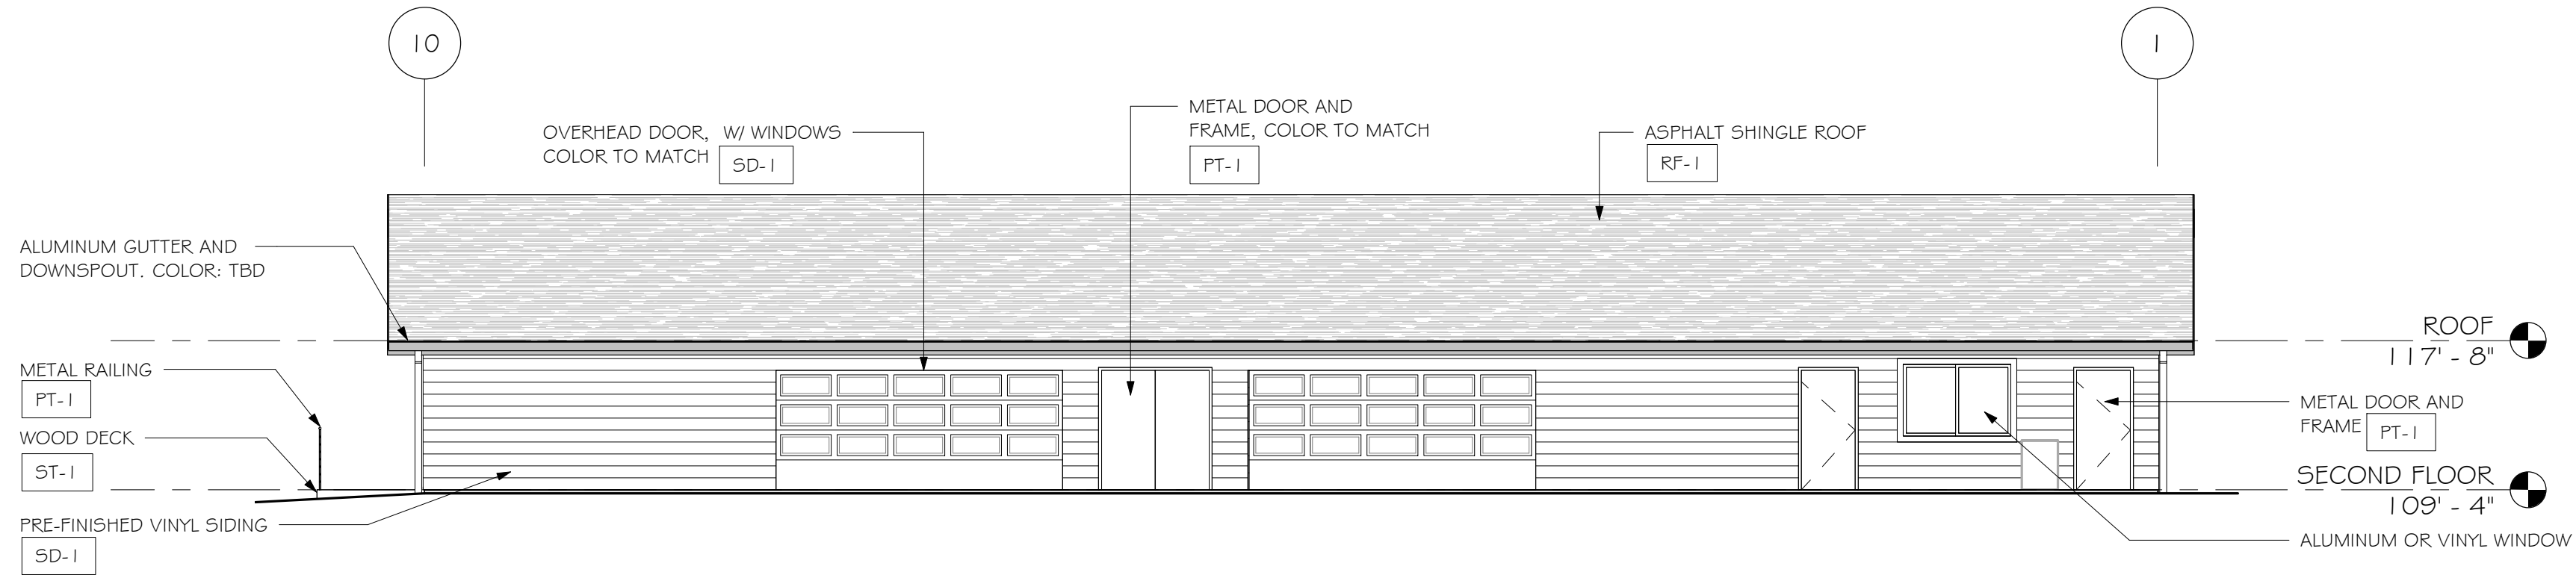 10
1
METAL DOOR AND
FRAME, COLOR TO MATCH
PT-1
OVERHEAD DOOR, W/ WINDOWS
COLOR TO MATCH
SD-1
ASPHALT SHINGLE ROOF
RF-1
ALUMINUM GUTTER AND
DOWNSPOUT. COLOR: TBD
ROOF
117' - 8"
METAL RAILING
PT-1
WOOD DECK
ST-1
METAL DOOR AND
FRAME
PT-1
SECOND FLOOR
109' - 4"
PRE-FINISHED VINYL SIDING
SD-1
ALUMINUM OR VINYL WINDOW